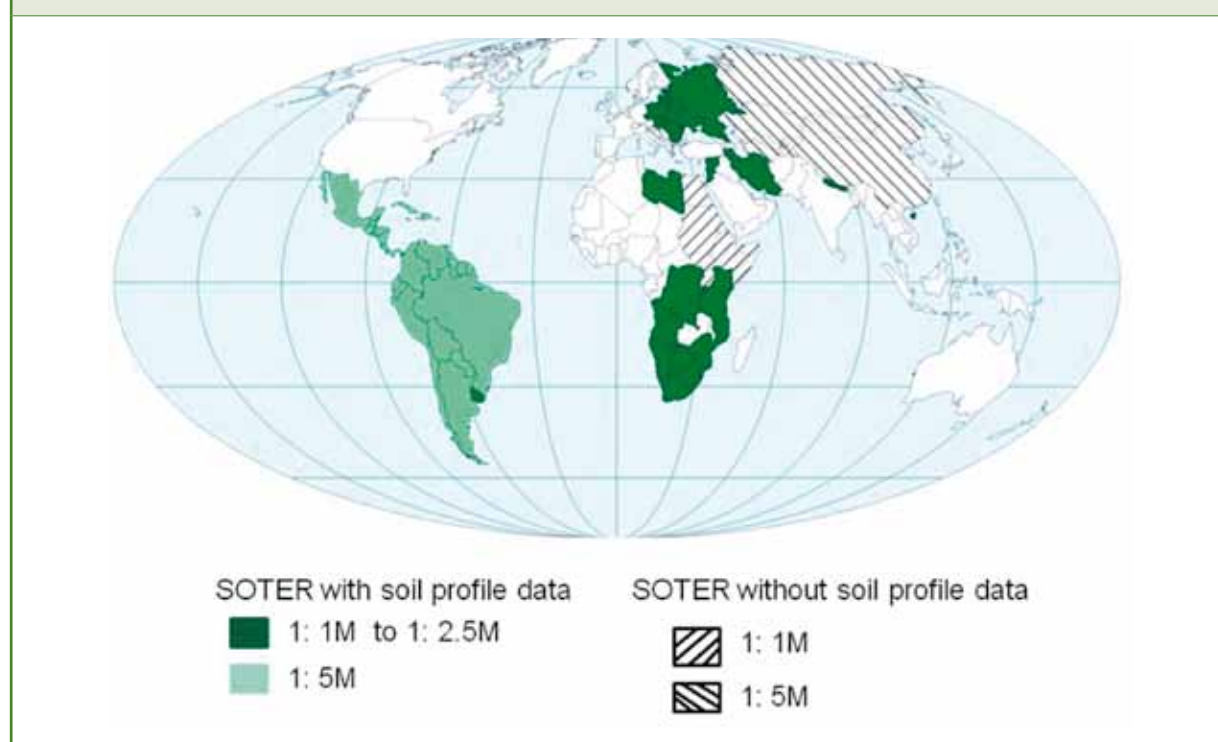 SOTER with soil profile data
1: 1M to 1: 2.5M
1: 5M
SOTER without soil profile data
1: 1M
1: 5M